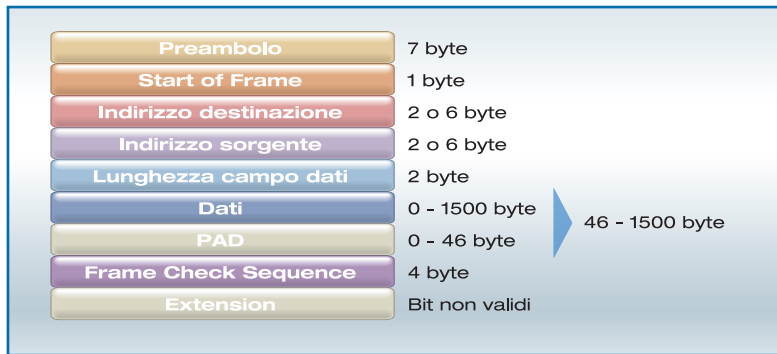 Preambolo 7 byte
Start of Frame 1 byte
Indirizzo destinazione 2 o 6 byte
Indirizzo sorgente 2 o 6 byte
Lunghezza campo dati 2 byte
Dati 0 - 1500 byte
46 - 1500 byte
PAD 0 - 46 byte
Frame Check Sequence 4 byte
Extension Bit non validi